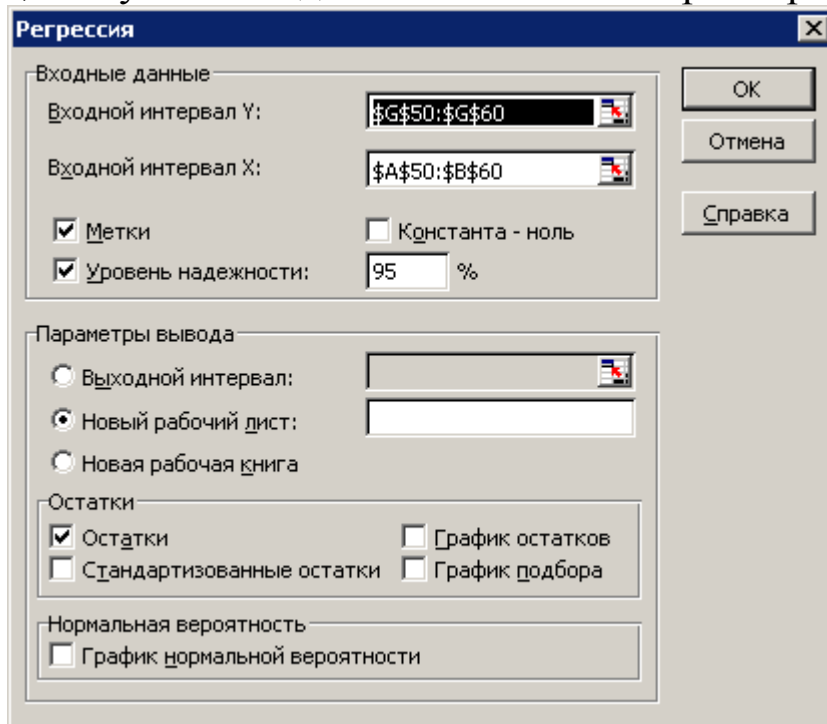 Регрессия
Входные данные
Входной интервал Y:
$G$50:$G$60
Входной интервал X:
$A$50:$B$60
Метки
Константа - ноль
Уровень надежности:
95
%
Параметры вывода
Выходной интервал:
Новый рабочий лист:
Новая рабочая книга
Остатки
Остатки
График остатков
Стандартизованные остатки
График подбора
Нормальная вероятность
График нормальной вероятности
OK
Отмена
Справка